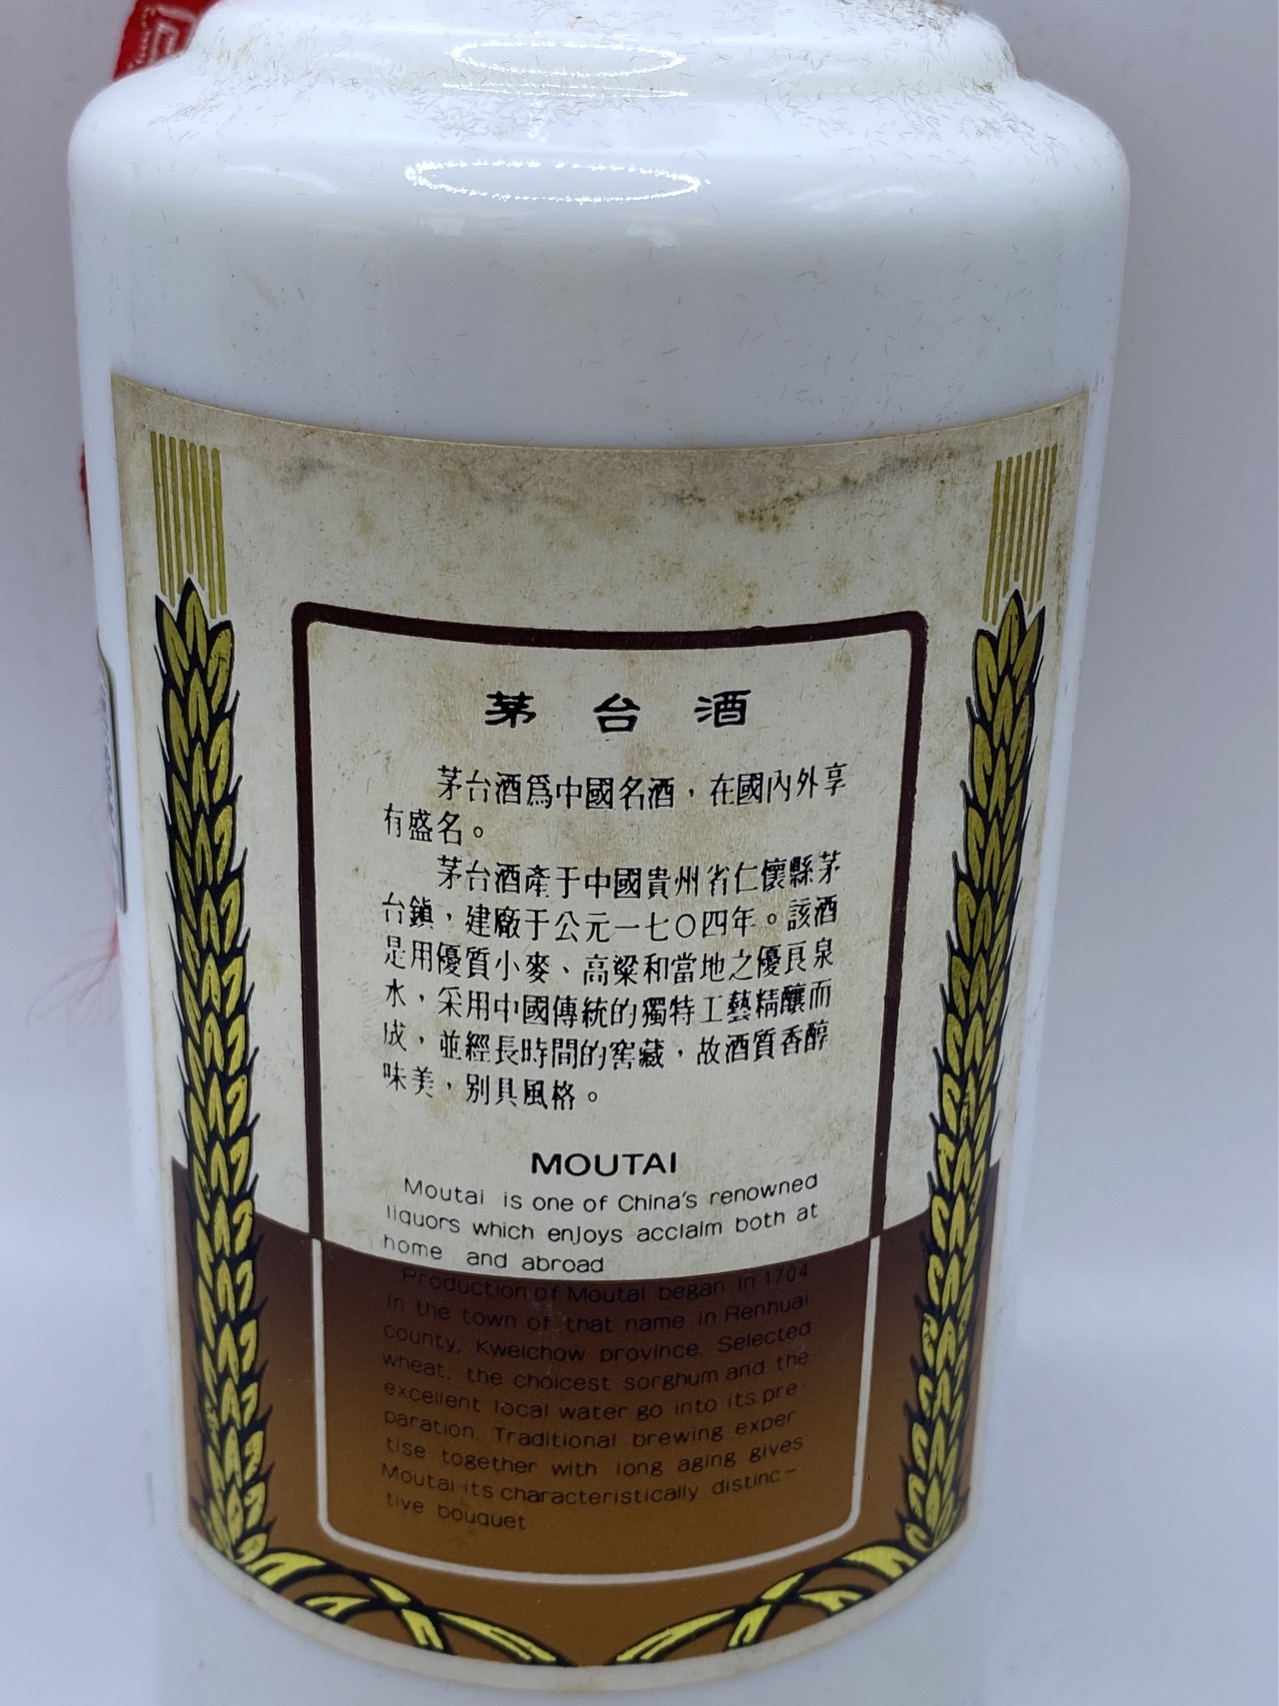 茅台酒
茅台酒爲中國名酒，在國內外享
有盛名。
茅台酒產于中國貴州省仁懷縣茅
台鎮，建廠于公元一七〇四年。該酒
是用優質小麥、高粱和當地之優良泉
水，采用中國傳統的獨特工藝精釀而
成，並經長時間的窖藏，故酒質香醇
味美，别具風格。
MOUTAI
Moutai is one of China's renowned
liquors which enjoys acclaim both at
home and abroad
Production of Moutai began in 1704
in the town of that name in Renhuai
county, Kweichow province. Selected
wheat, the choicest sorghum and the
excellent local water go into its pre-
paration. Traditional brewing exper
tise together with long aging gives
Moutai its characteristically distinc-
tive bouquet